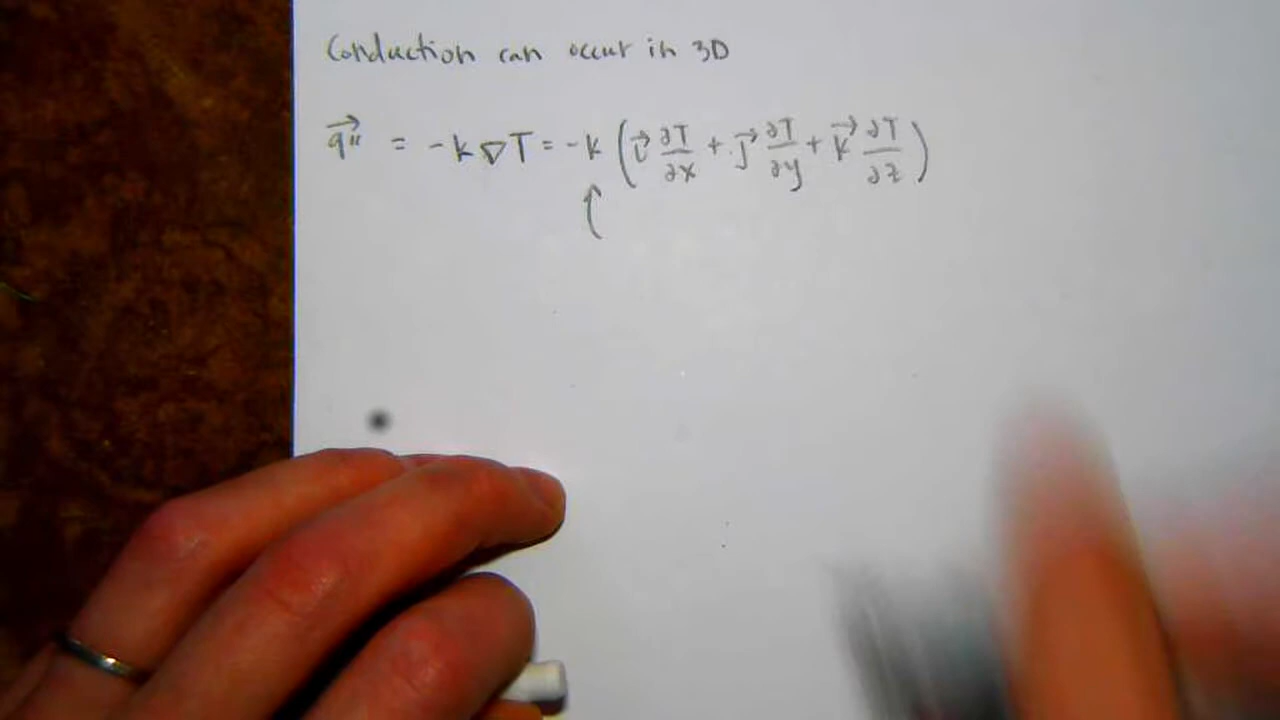 Conduction can occur in 3D
q⃗" = -k∇T = -k (i⃗ ∂T/∂x + j⃗ ∂T/∂y + k⃗ ∂T/∂z)